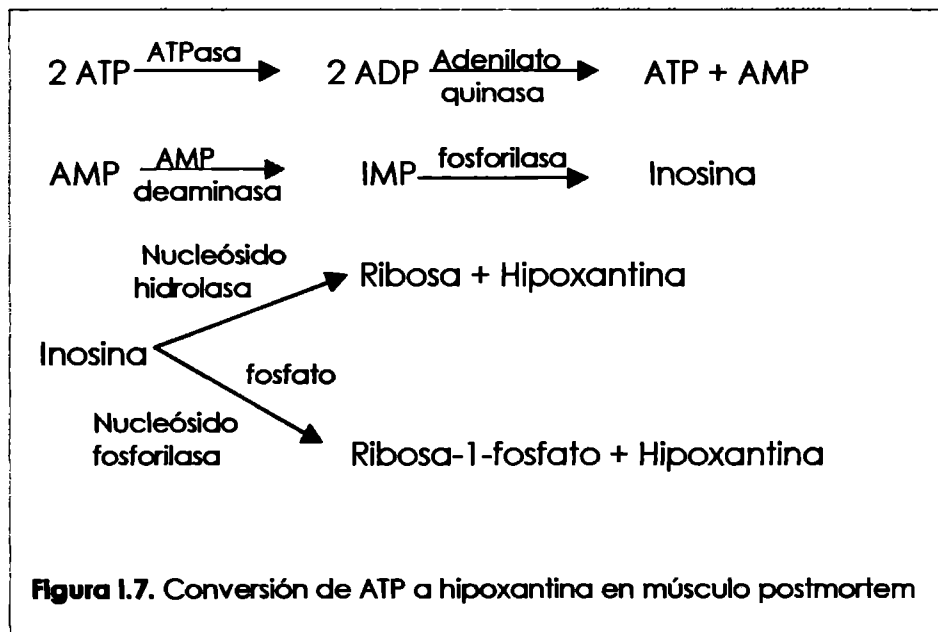 2 ATP ATPasa 2 ADP Adenilato quinasa ATP + AMP
AMP AMP deaminasa IMP fosforilasa Inosina
Nucleósido
hidrolasa
Ribosa + Hipoxantina
Inosina
fosfato
Nucleósido
fosforilasa
Ribosa-1-fosfato + Hipoxantina
Figura I.7. Conversión de ATP a hipoxantina en músculo postmortem